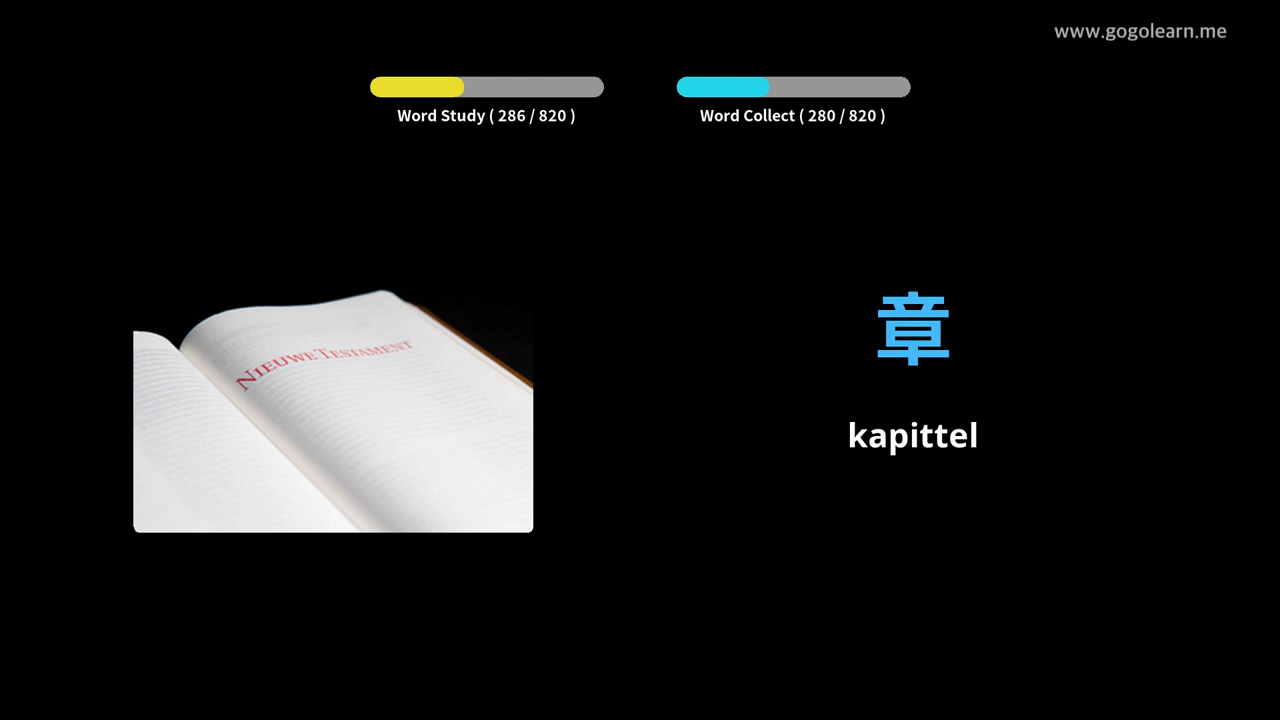 www.gogolearn.me
Word Study ( 286 / 820 )
Word Collect ( 280 / 820 )
NIEUWE TESTAMENT
章
kapittel